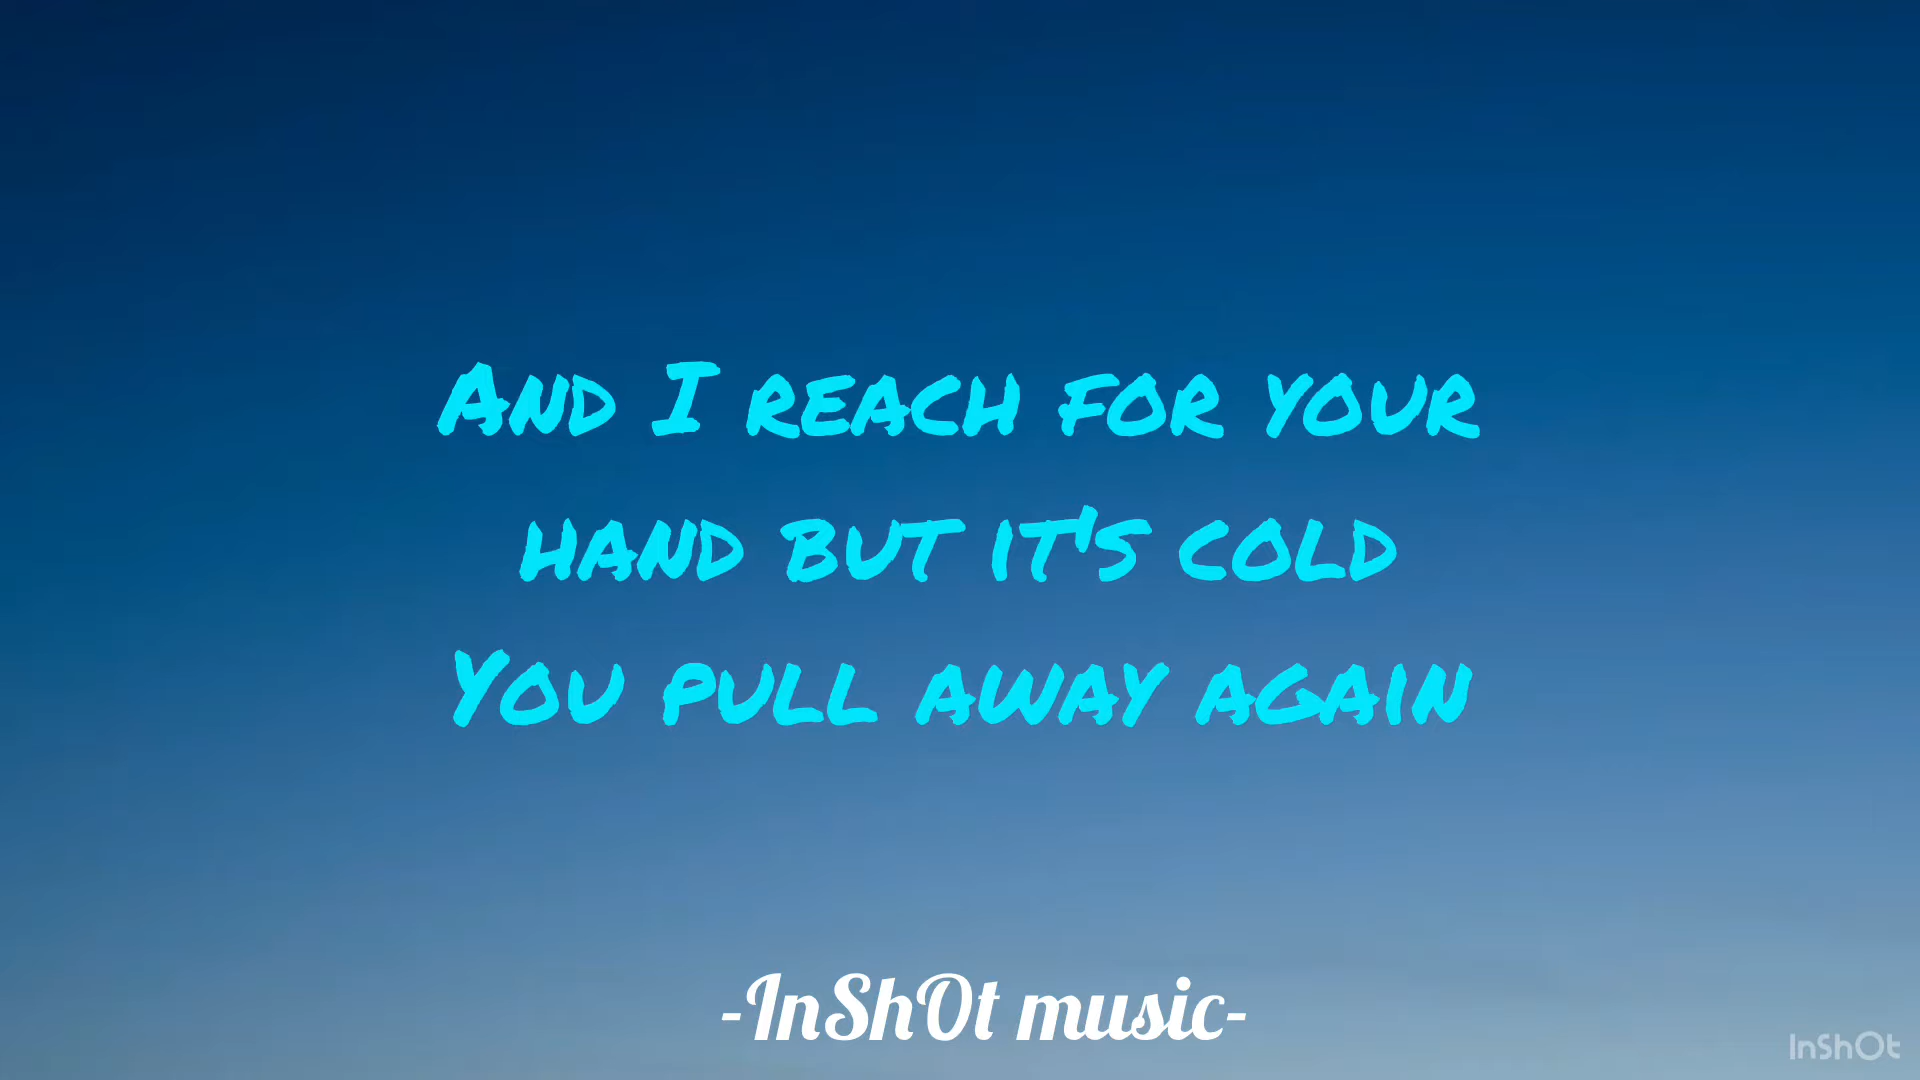 And I reach for your
hand but it's cold
You pull away again
-InShOt music-
InShOt